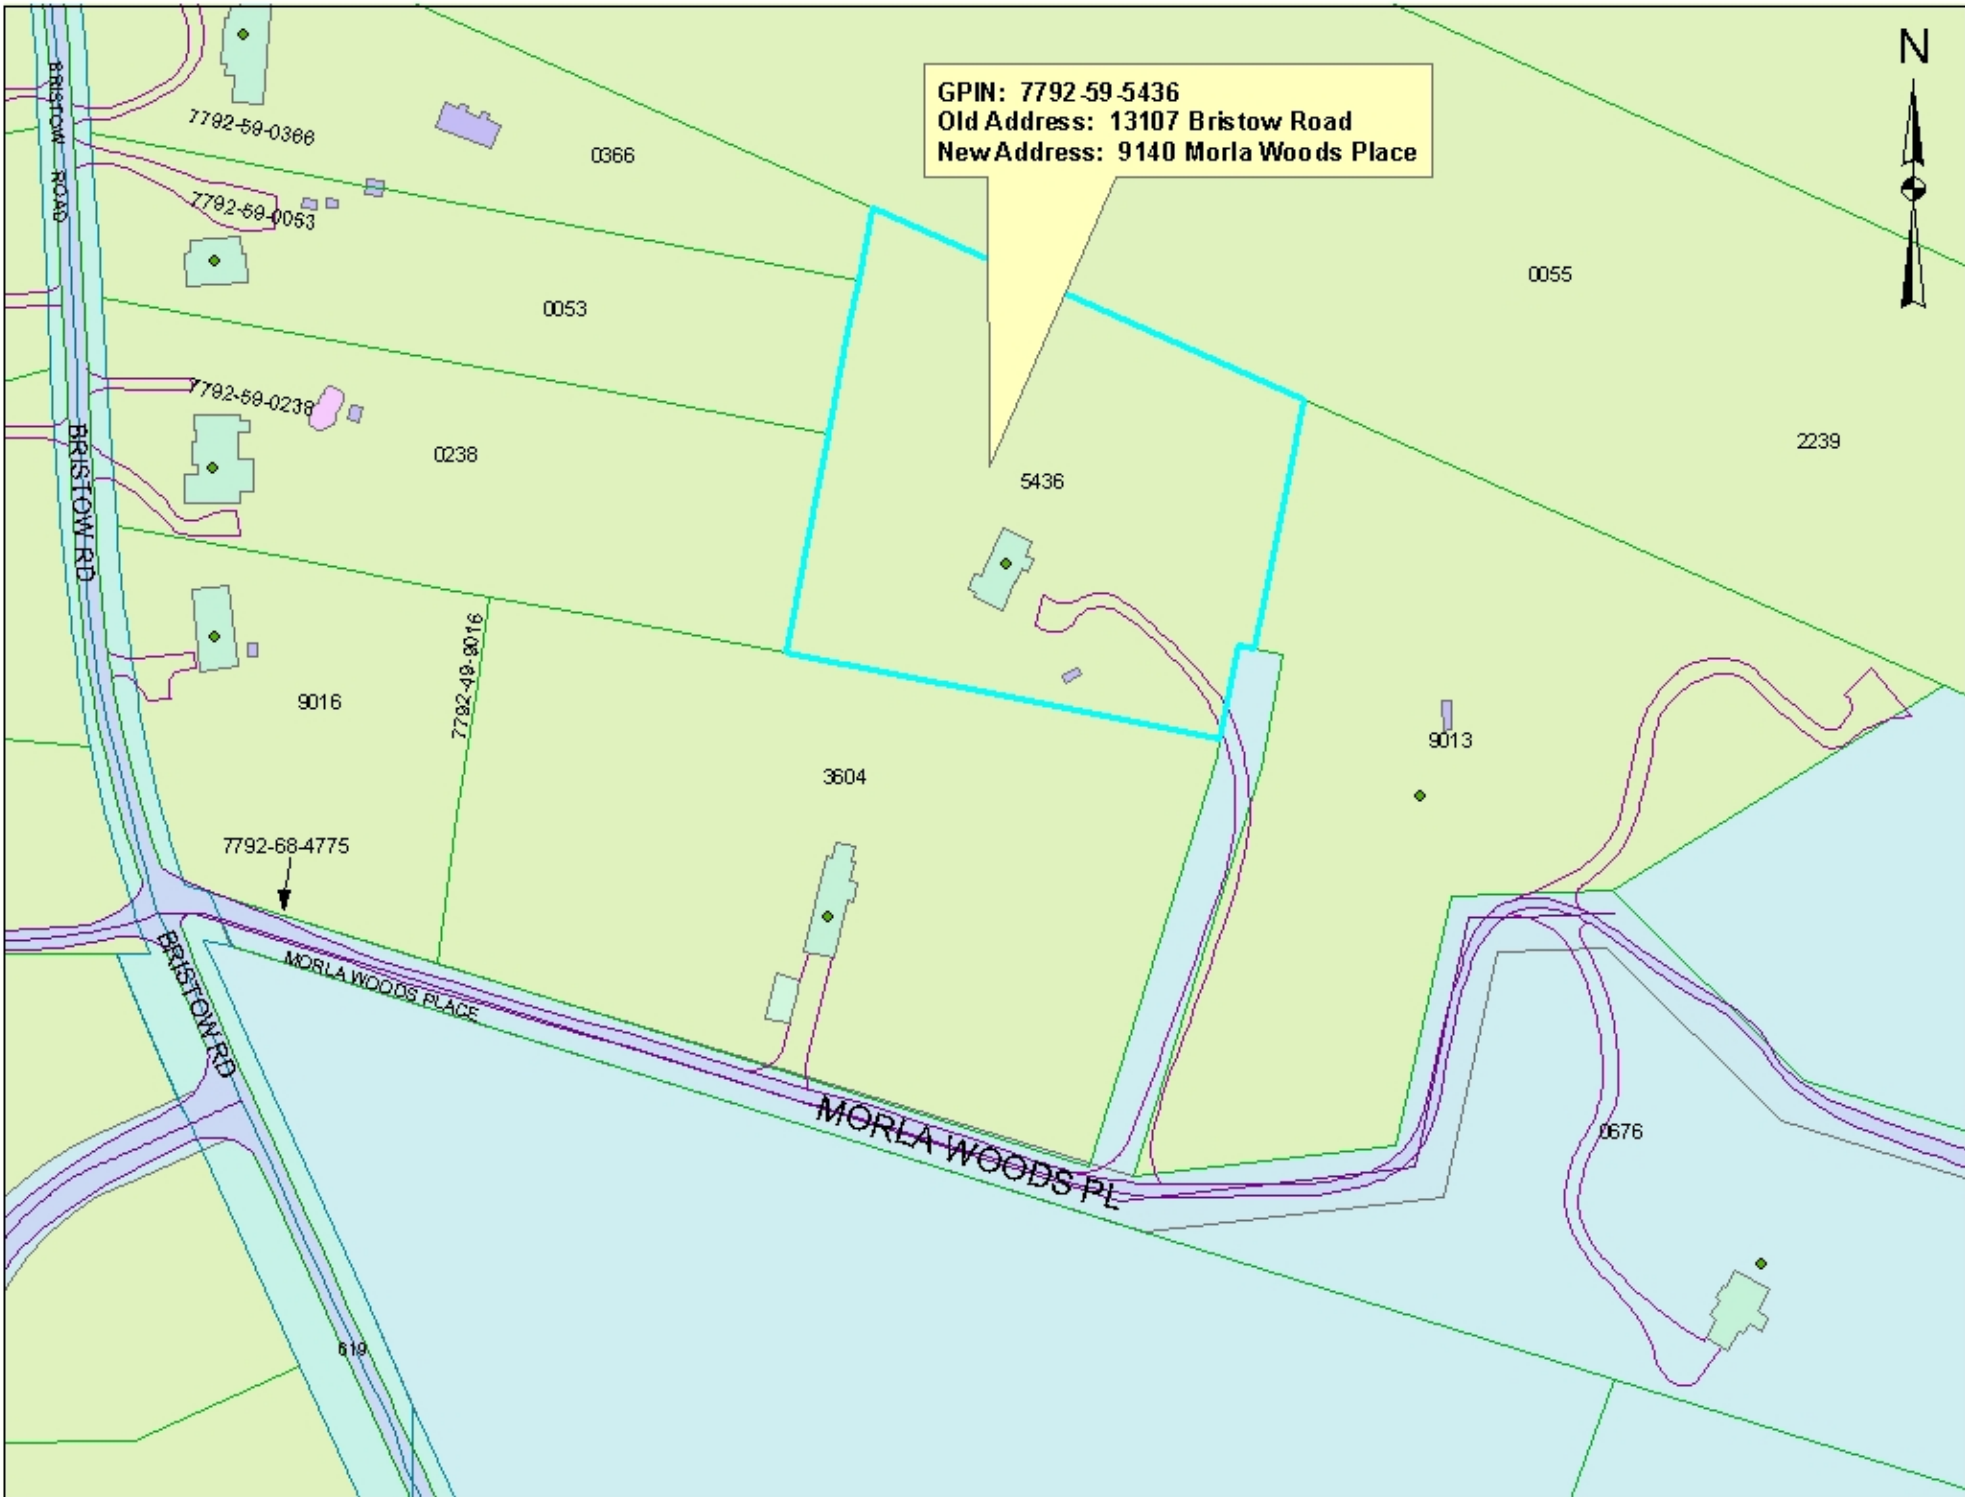 N
GPIN: 7792-59-5436
Old Address: 13107 Bristow Road
New Address: 9140 Morla Woods Place
BRISTOW ROAD
7792-59-0366
0366
7792-59-0053
0053
0055
7792-59-0238
0238
2239
BRISTOW RD
5436
7792-49-9016
9016
9013
3604
7792-68-4775
BRISTOW RD
MORLA WOODS PLACE
MORLA WOODS PL
0676
619